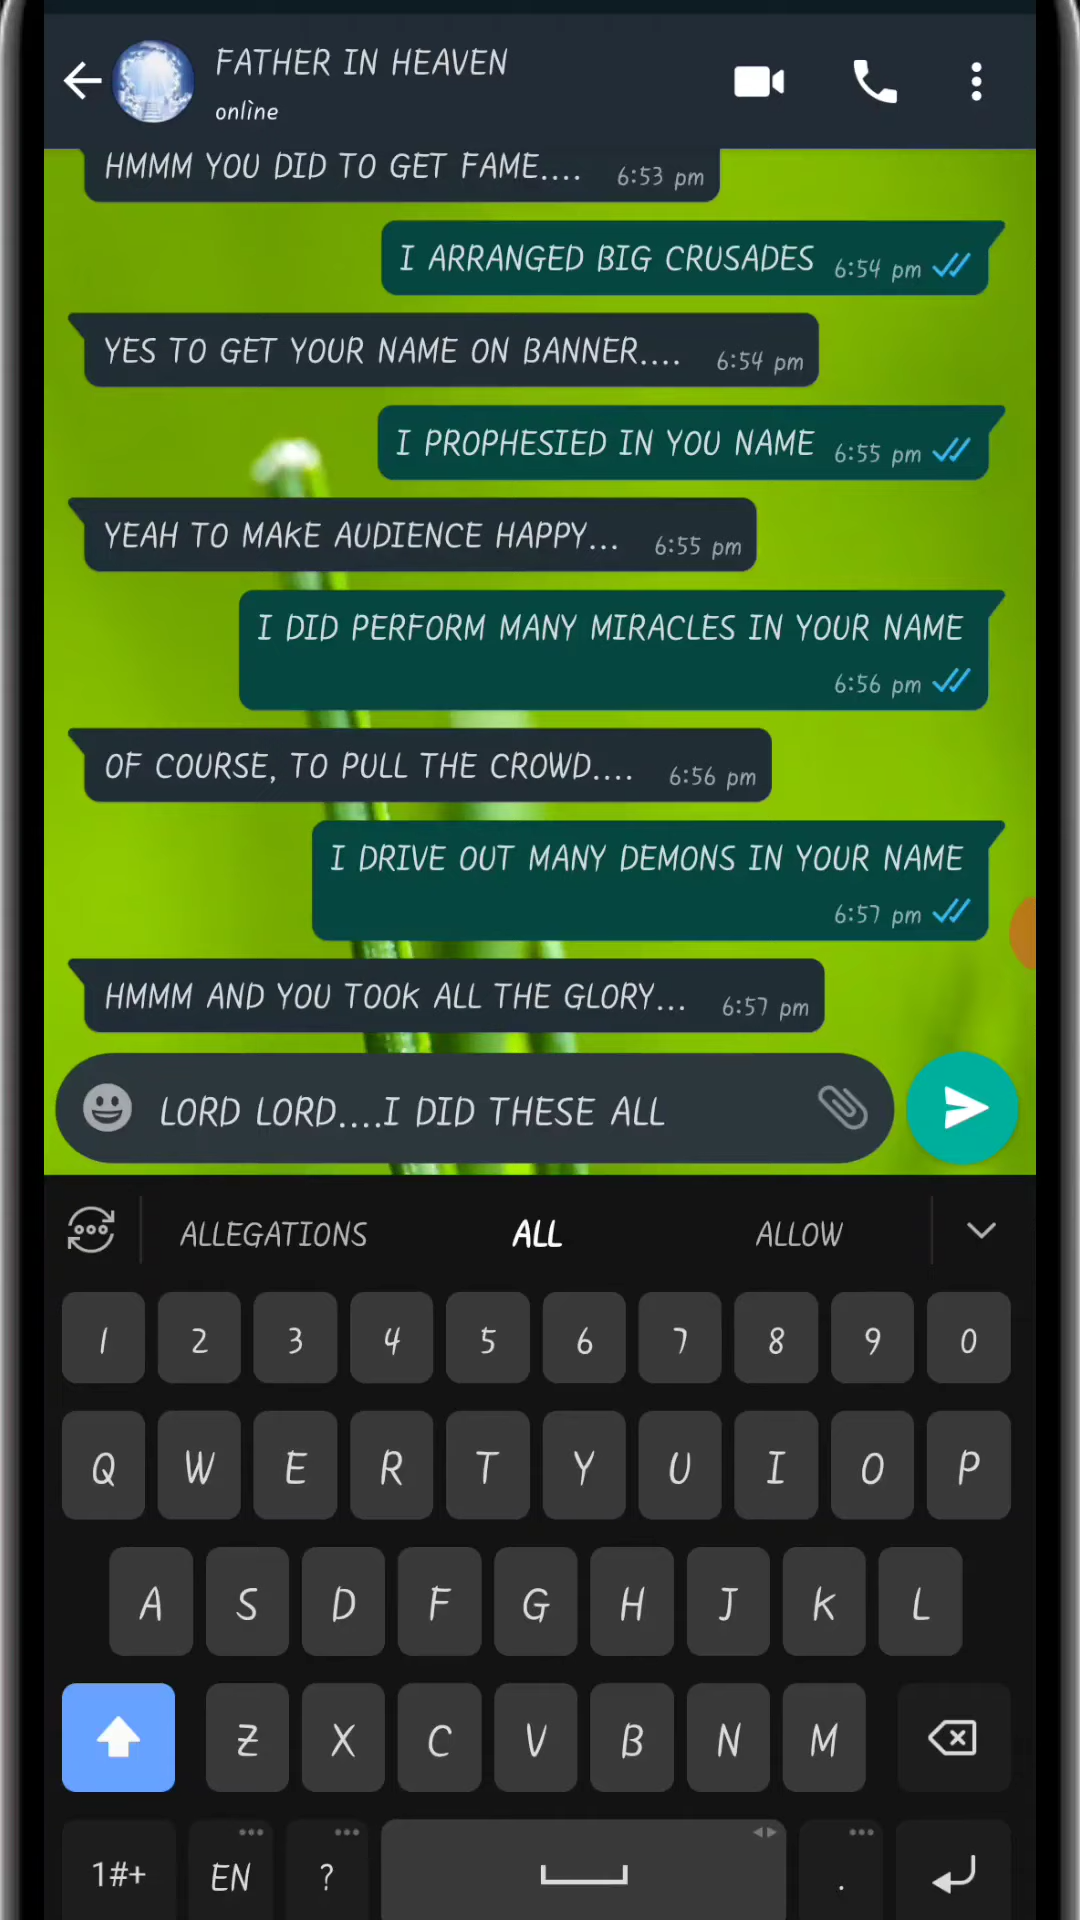 FATHER IN HEAVEN
online
HMMM YOU DID TO GET FAME.... 6:53 pm
I ARRANGED BIG CRUSADES 6:54 pm
YES TO GET YOUR NAME ON BANNER.... 6:54 pm
I PROPHESIED IN YOU NAME 6:55 pm
YEAH TO MAKE AUDIENCE HAPPY... 6:55 pm
I DID PERFORM MANY MIRACLES IN YOUR NAME
6:56 pm
OF COURSE, TO PULL THE CROWD.... 6:56 pm
I DRIVE OUT MANY DEMONS IN YOUR NAME
6:57 pm
HMMM AND YOU TOOK ALL THE GLORY... 6:57 pm
LORD LORD....I DID THESE ALL
ALLEGATIONS ALL ALLOW
1 2 3 4 5 6 7 8 9 0
Q W E R T Y U I O P
A S D F G H J K L
Z X C V B N M
1#+ EN ? .